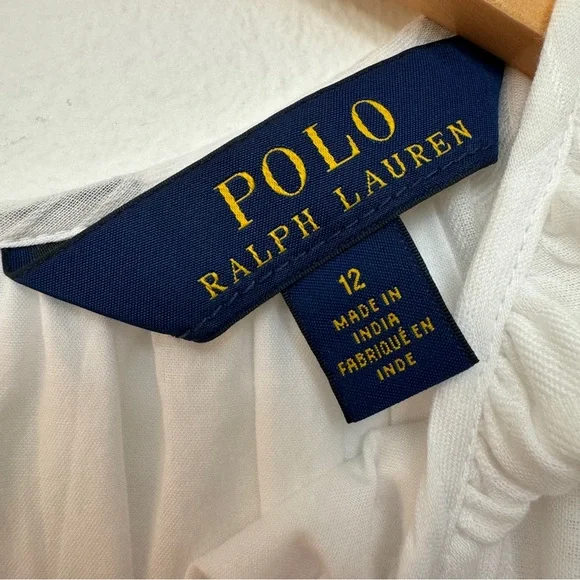 POLO
RALPH LAUREN
12
MADE IN
INDIA
FABRIQUÉ EN
INDE